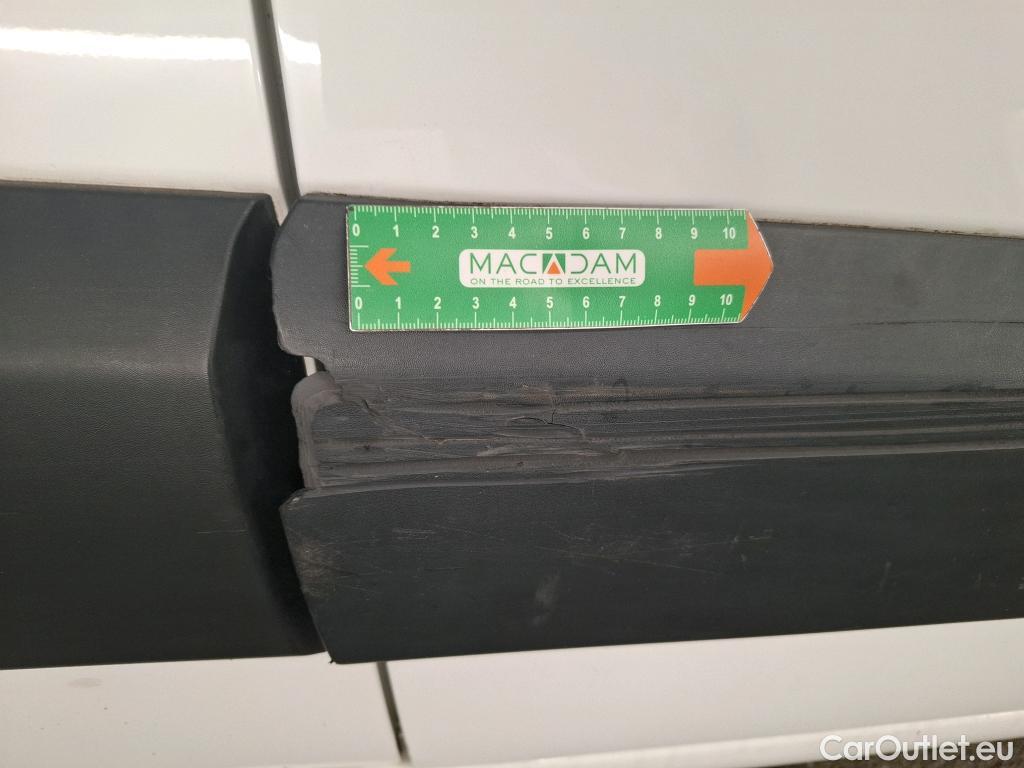 0 1 2 3 4 5 6 7 8 9 10
MACADAM
ON THE ROAD TO EXCELLENCE
0 1 2 3 4 5 6 7 8 9 10
CarOutlet.eu